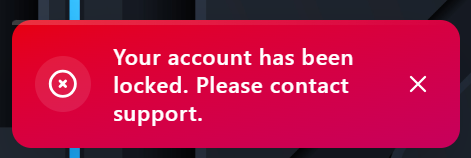 Your account has been
locked. Please contact
support.